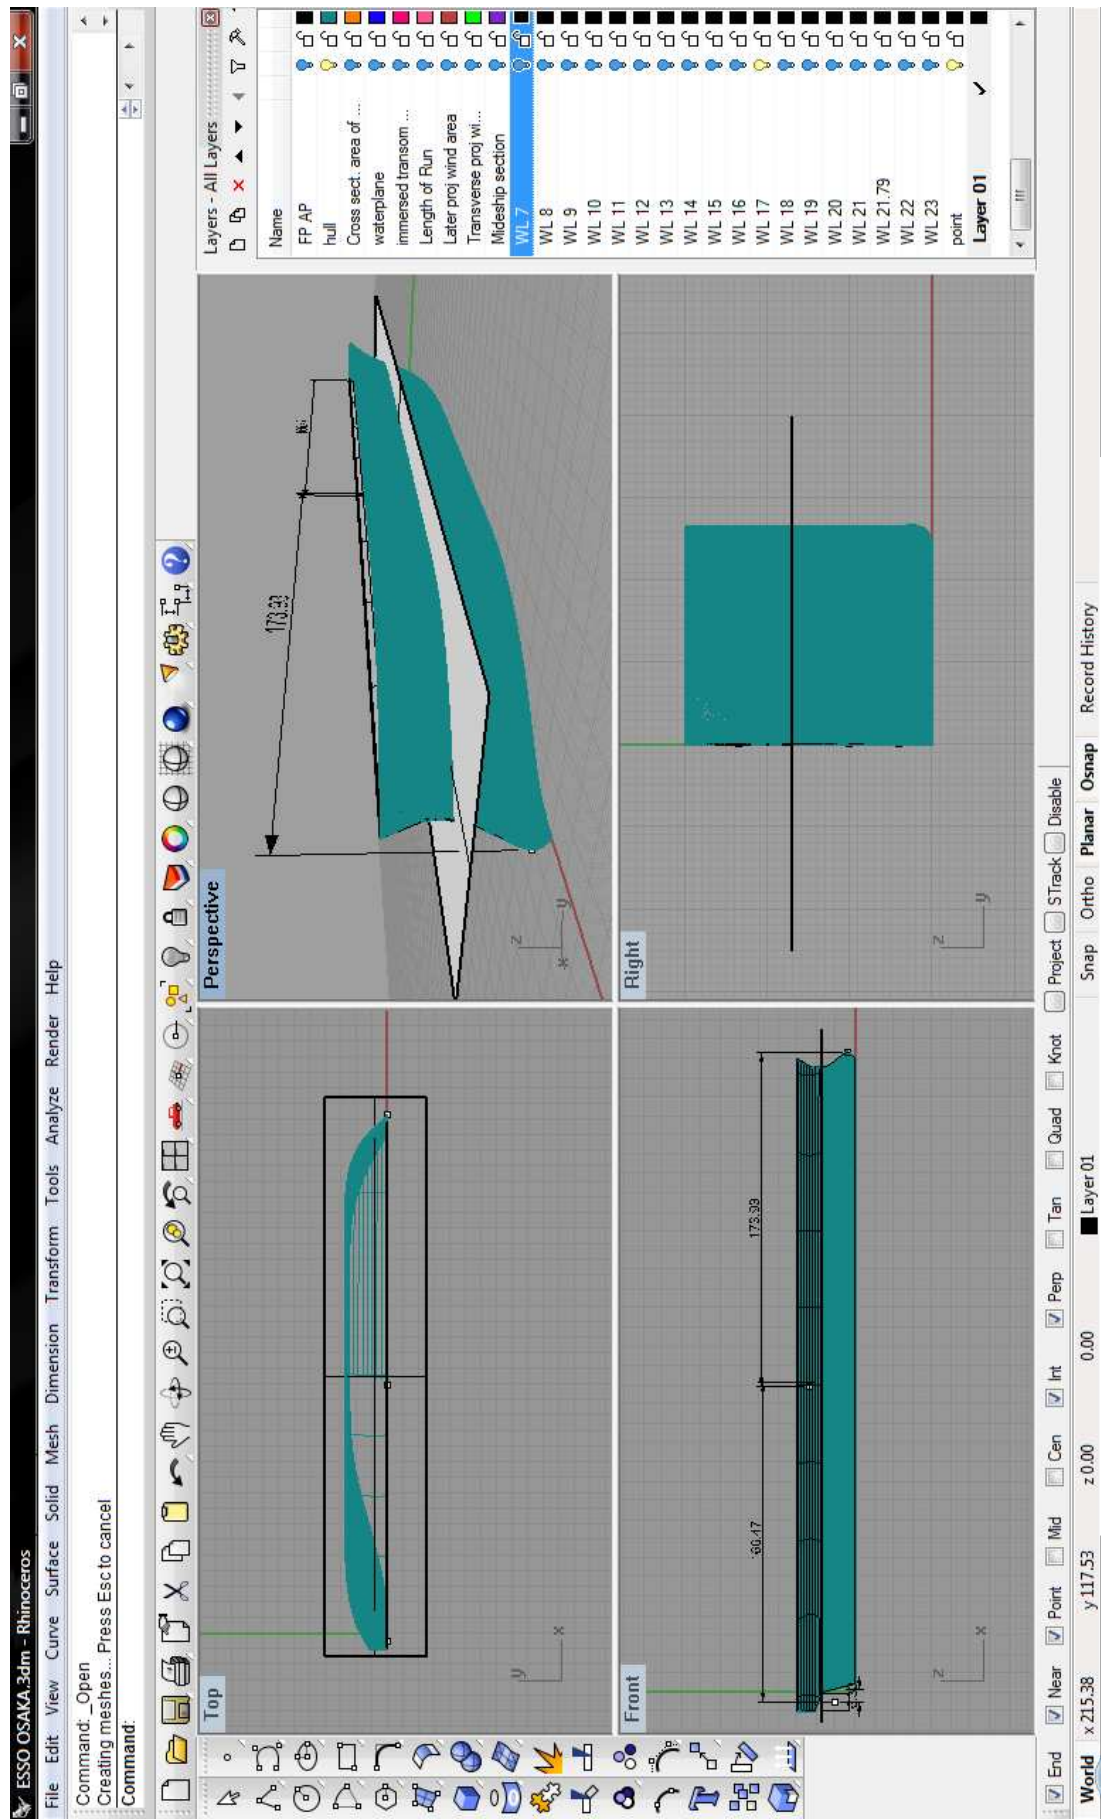 ESSO OSAKA.3dm - Rhinoceros
File Edit View Curve Surface Solid Mesh Dimension Transform Tools Analyze Render Help
Command: _Open
Creating meshes... Press Esc to cancel
Command:
Top
y
x
Perspective
173.93
z
y
x
Front
173.93
z
x
Right
z
y
Layers - All Layers
Name
FP AP
hull
Cross sect. area of ...
waterplane
immersed transom ...
Length of Run
Later proj wind area
Transverse proj wi...
Mideship section
WL 7
WL 8
WL 9
WL 10
WL 11
WL 12
WL 13
WL 14
WL 15
WL 16
WL 17
WL 18
WL 19
WL 20
WL 21
WL 21.79
WL 22
WL 23
point
Layer 01
End Near Point Mid Cen Int Perp Tan Quad Knot Project STrack Disable
World x 215.38 y 117.53 z 0.00 0.00 Layer 01 Snap Ortho Planar Osnap Record History